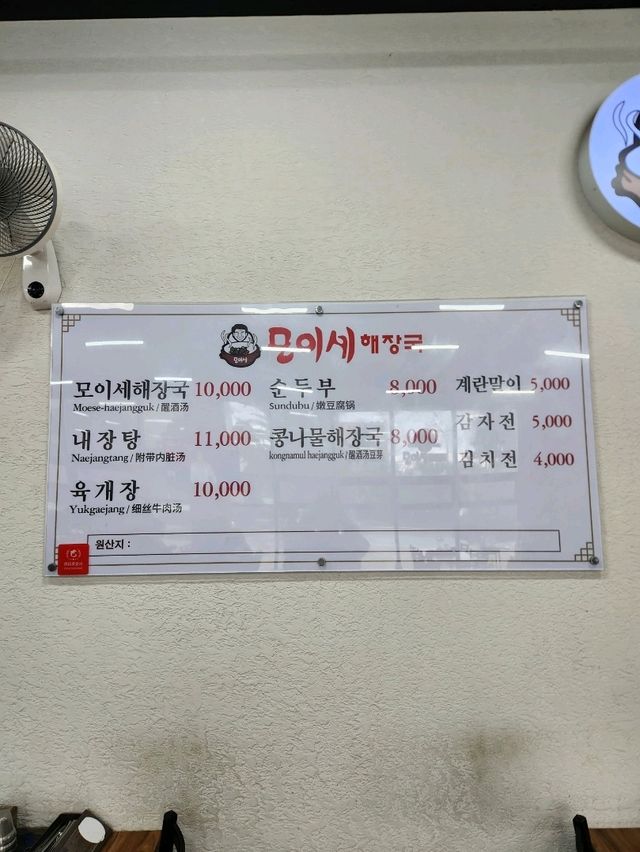 모이세 해장국
모이세해장국 10,000
Moese-haejangguk / 醒酒汤
내장탕 11,000
Naejangtang / 附带内脏汤
육개장 10,000
Yukgaejang / 细丝牛肉汤
순두부 8,000
Sundubu / 嫩豆腐锅
콩나물해장국 8,000
kongnamul haejangguk / 醒酒汤豆芽
계란말이 5,000
감자전 5,000
김치전 4,000
원산지 :